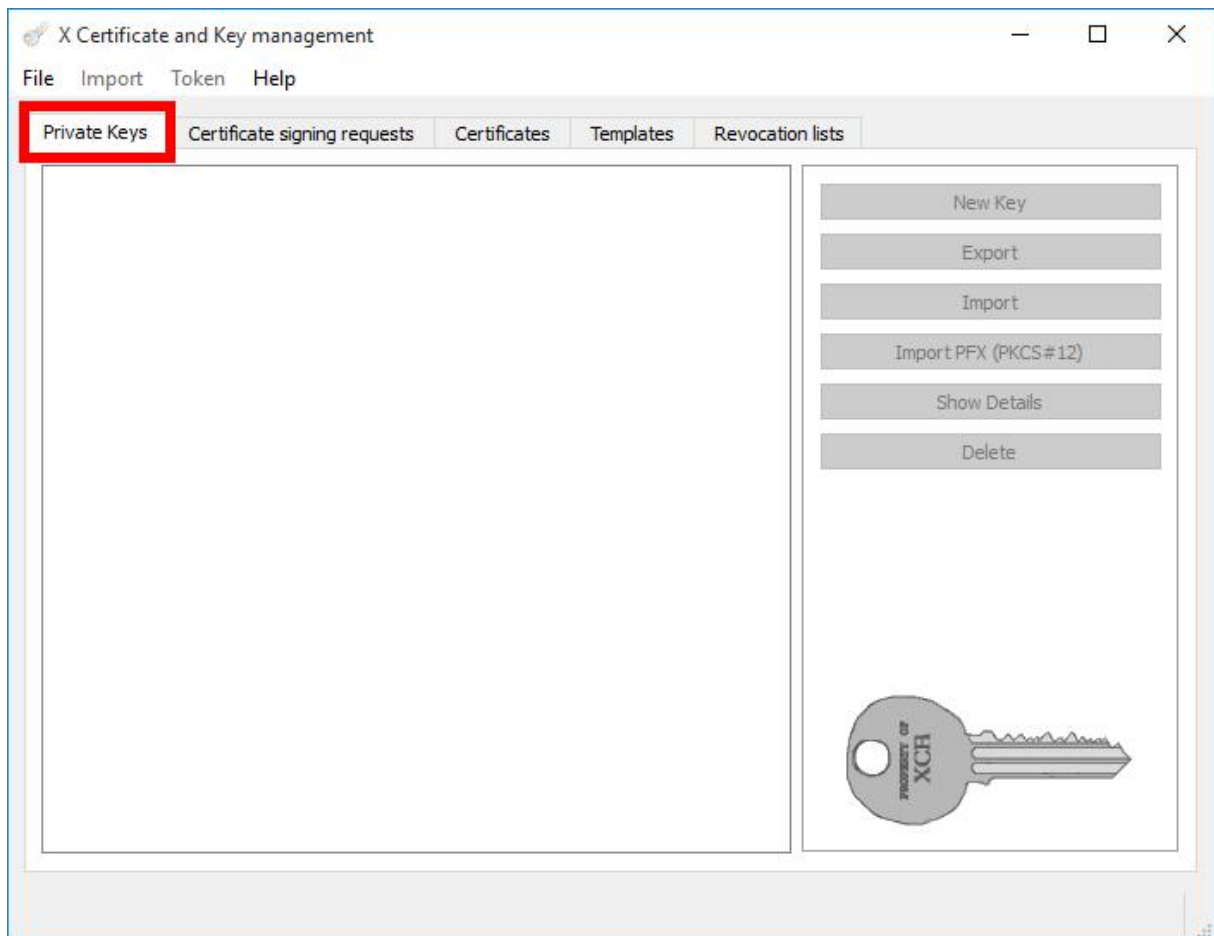 X Certificate and Key management
File Import Token Help
Private Keys Certificate signing requests Certificates Templates Revocation lists
New Key
Export
Import
Import PFX (PKCS#12)
Show Details
Delete
PROPERTY OF
XCH